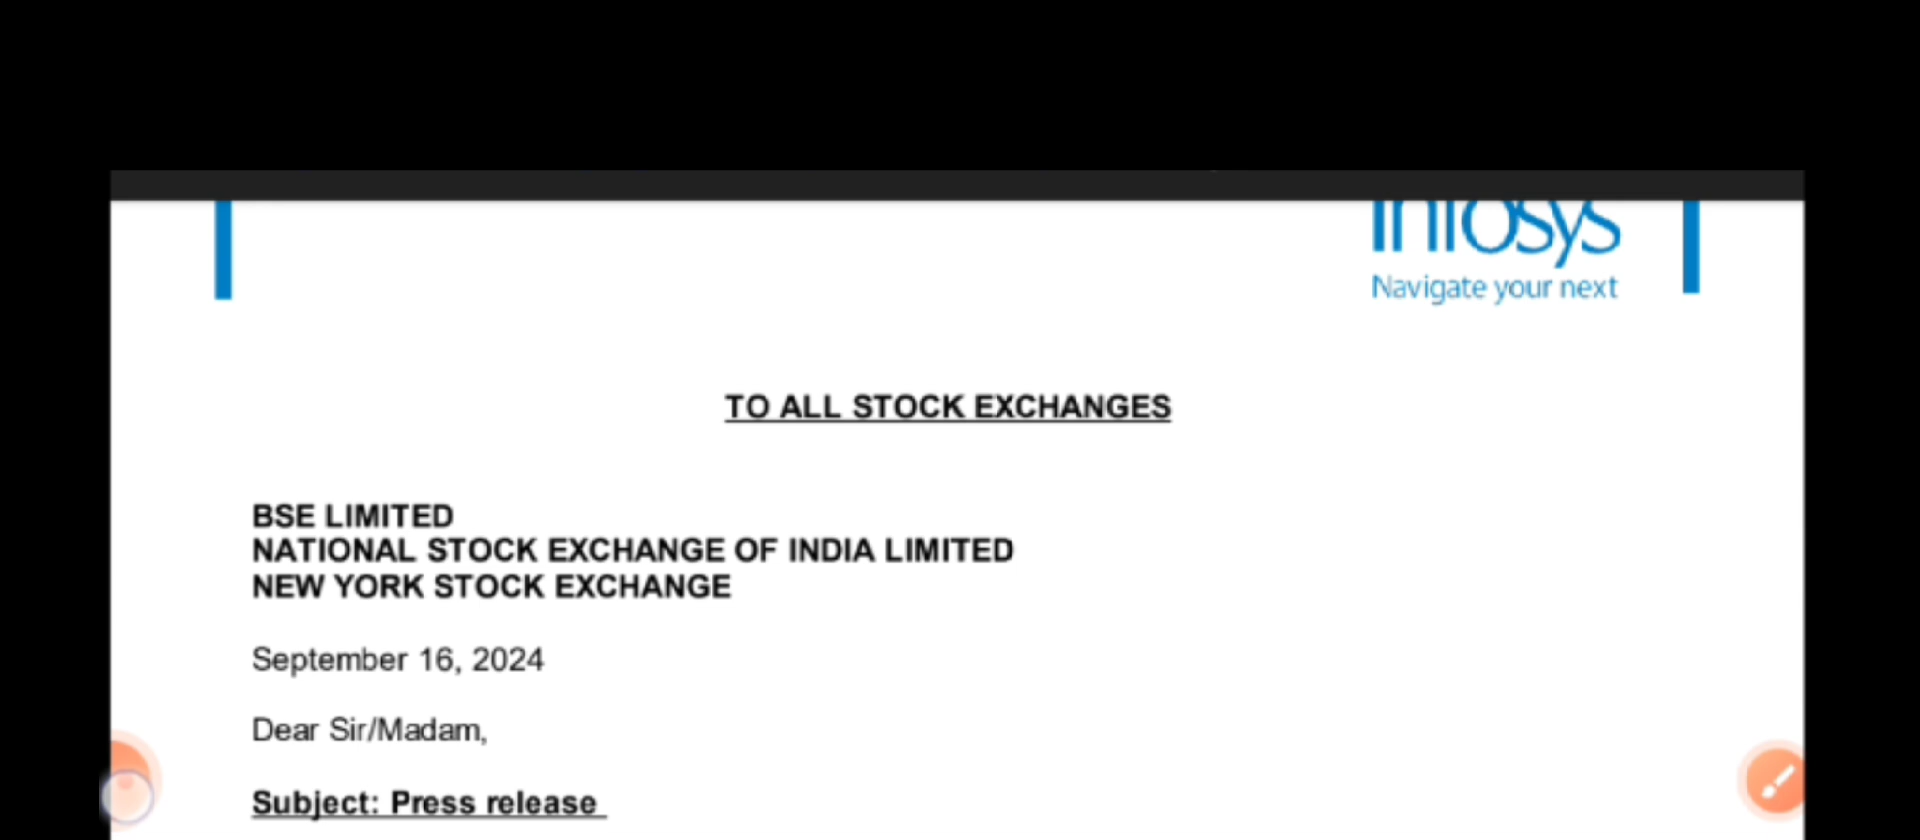 Infosys
Navigate your next
TO ALL STOCK EXCHANGES
BSE LIMITED
NATIONAL STOCK EXCHANGE OF INDIA LIMITED
NEW YORK STOCK EXCHANGE
September 16, 2024
Dear Sir/Madam,
Subject: Press release